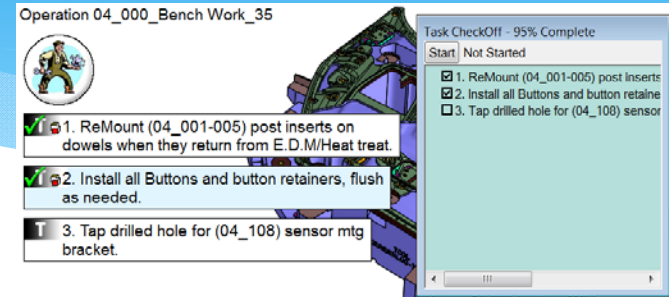 Operation 04_000_Bench Work_35
1. ReMount (04_001-005) post inserts on
dowels when they return from E.D.M/Heat treat.
2. Install all Buttons and button retainers, flush
as needed.
T 3. Tap drilled hole for (04_108) sensor mtg
bracket.
Task CheckOff - 95% Complete
Start Not Started
1. ReMount (04_001-005) post inserts
2. Install all Buttons and button retaine
3. Tap drilled hole for (04_108) sensor